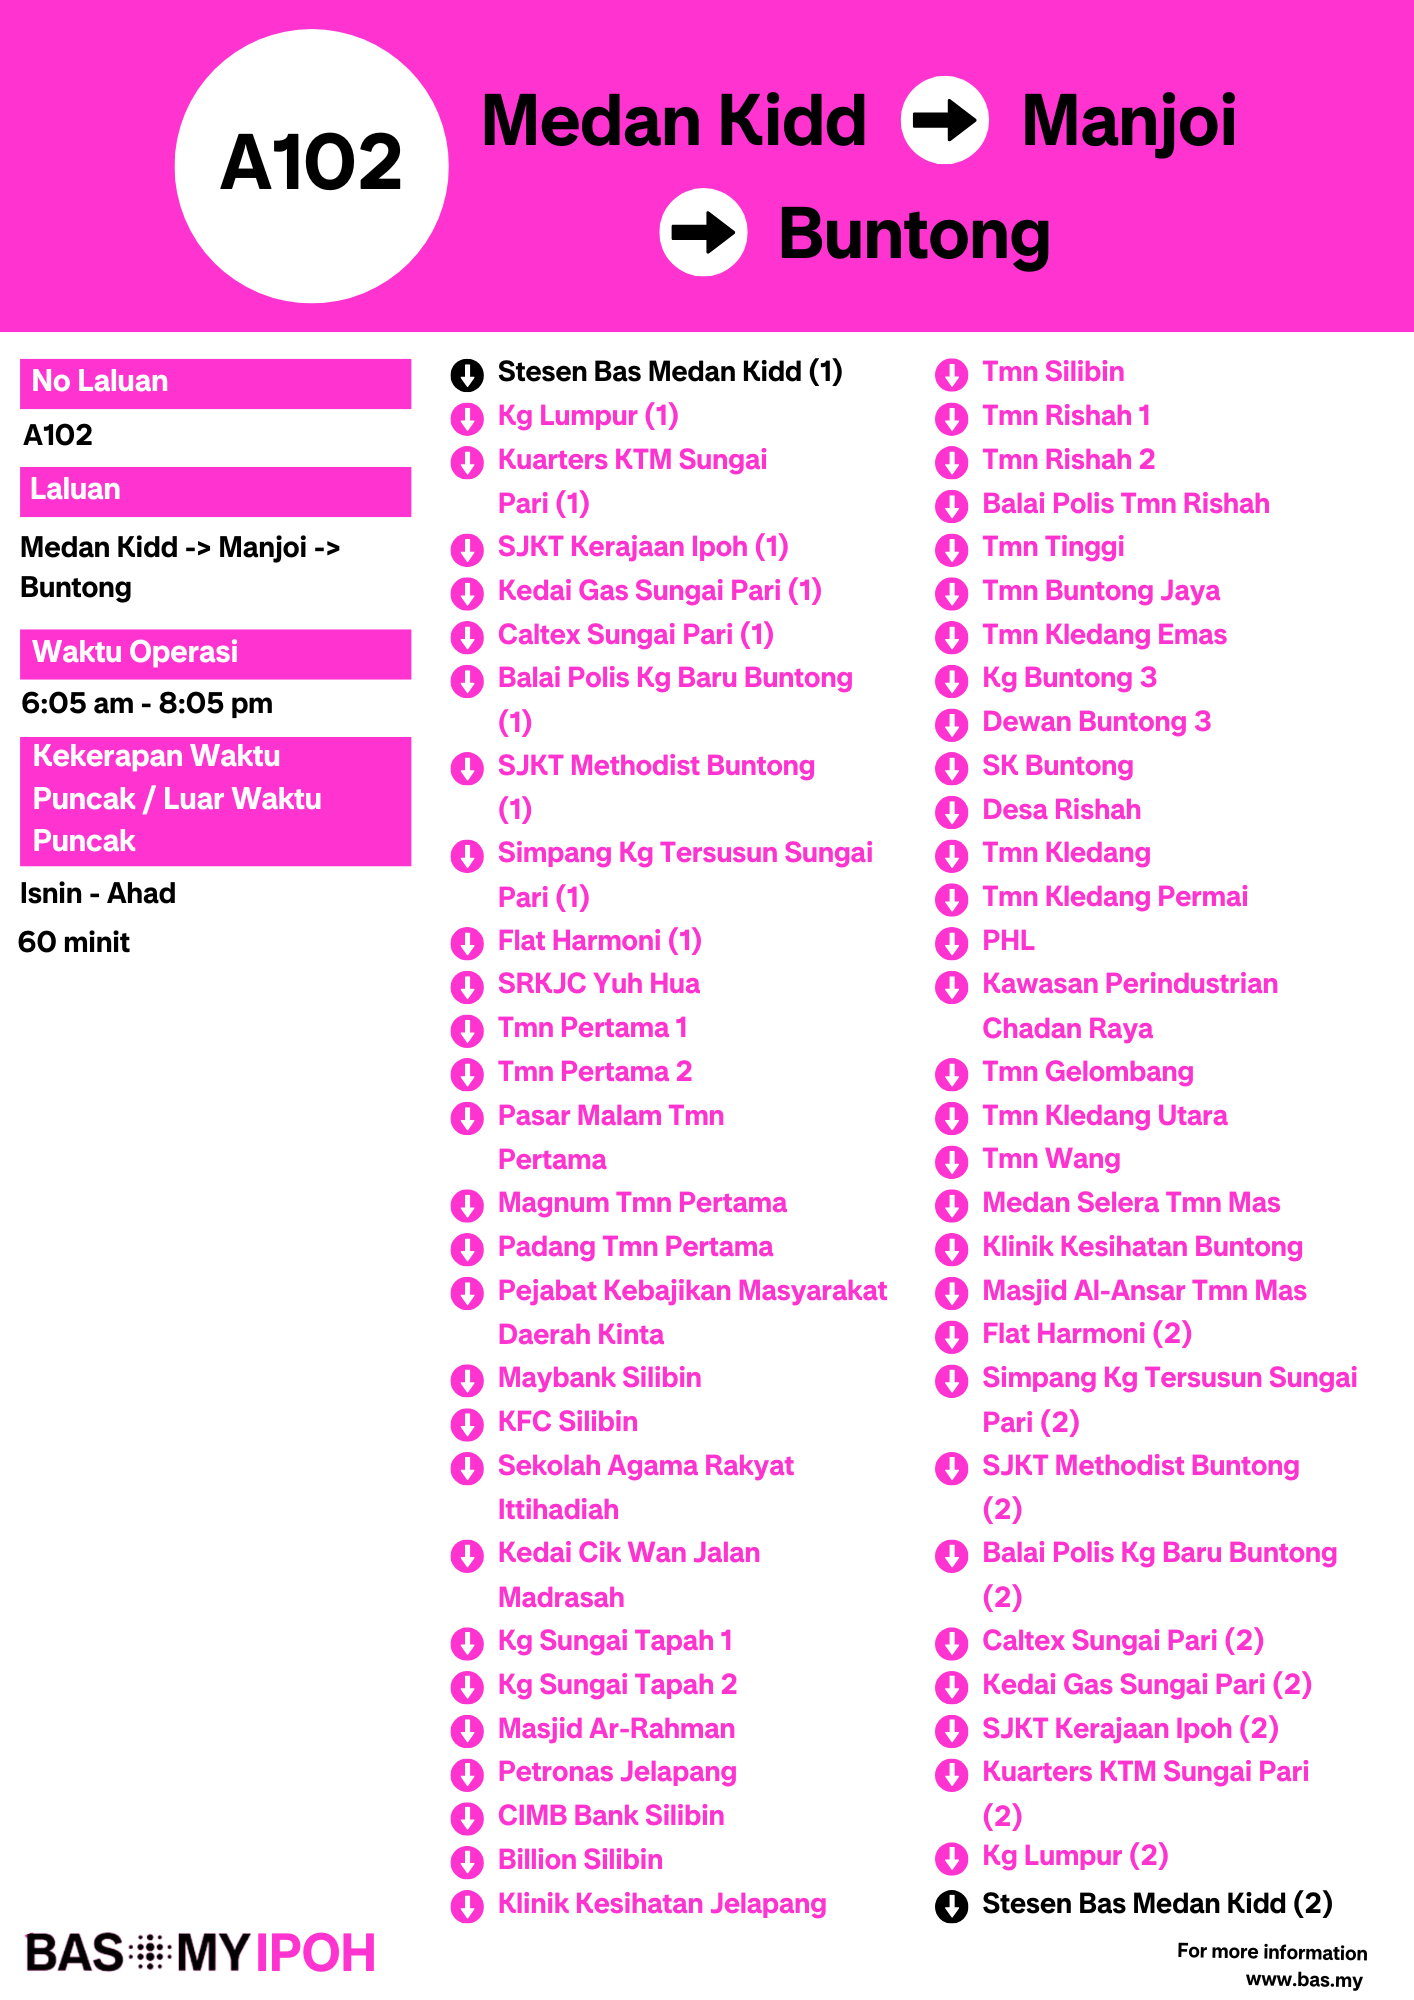 A102
Medan Kidd → Manjoi
→ Buntong
No Laluan
A102
Laluan
Medan Kidd -> Manjoi ->
Buntong
Waktu Operasi
6:05 am - 8:05 pm
Kekerapan Waktu
Puncak / Luar Waktu
Puncak
Isnin - Ahad
60 minit
Stesen Bas Medan Kidd (1)
Kg Lumpur (1)
Kuarters KTM Sungai
Pari (1)
SJKT Kerajaan Ipoh (1)
Kedai Gas Sungai Pari (1)
Caltex Sungai Pari (1)
Balai Polis Kg Baru Buntong
(1)
SJKT Methodist Buntong
(1)
Simpang Kg Tersusun Sungai
Pari (1)
Flat Harmoni (1)
SRKJC Yuh Hua
Tmn Pertama 1
Tmn Pertama 2
Pasar Malam Tmn
Pertama
Magnum Tmn Pertama
Padang Tmn Pertama
Pejabat Kebajikan Masyarakat
Daerah Kinta
Maybank Silibin
KFC Silibin
Sekolah Agama Rakyat
Ittihadiah
Kedai Cik Wan Jalan
Madrasah
Kg Sungai Tapah 1
Kg Sungai Tapah 2
Masjid Ar-Rahman
Petronas Jelapang
CIMB Bank Silibin
Billion Silibin
Klinik Kesihatan Jelapang
Tmn Silibin
Tmn Rishah 1
Tmn Rishah 2
Balai Polis Tmn Rishah
Tmn Tinggi
Tmn Buntong Jaya
Tmn Kledang Emas
Kg Buntong 3
Dewan Buntong 3
SK Buntong
Desa Rishah
Tmn Kledang
Tmn Kledang Permai
PHL
Kawasan Perindustrian
Chadan Raya
Tmn Gelombang
Tmn Kledang Utara
Tmn Wang
Medan Selera Tmn Mas
Klinik Kesihatan Buntong
Masjid Al-Ansar Tmn Mas
Flat Harmoni (2)
Simpang Kg Tersusun Sungai
Pari (2)
SJKT Methodist Buntong
(2)
Balai Polis Kg Baru Buntong
(2)
Caltex Sungai Pari (2)
Kedai Gas Sungai Pari (2)
SJKT Kerajaan Ipoh (2)
Kuarters KTM Sungai Pari
(2)
Kg Lumpur (2)
Stesen Bas Medan Kidd (2)
BAS MY IPOH
For more information
www.bas.my